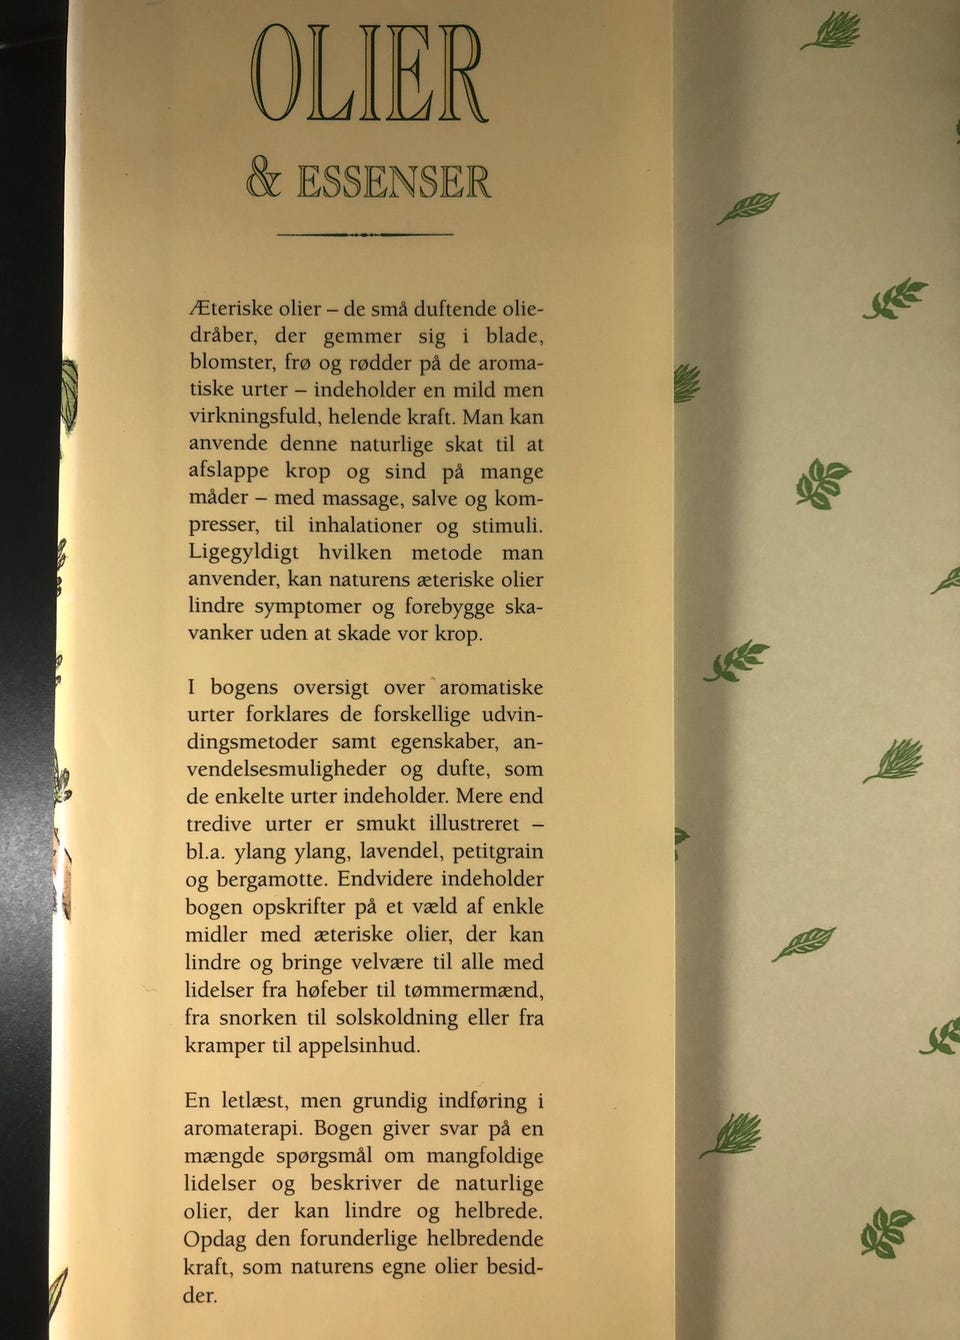 OLIER
& ESSENSER
Æteriske olier – de små duftende olie-
dråber, der gemmer sig i blade,
blomster, frø og rødder på de aroma-
tiske urter – indeholder en mild men
virkningsfuld, helende kraft. Man kan
anvende denne naturlige skat til at
afslappe krop og sind på mange
måder – med massage, salve og kom-
presser, til inhalationer og stimuli.
Ligegyldigt hvilken metode man
anvender, kan naturens æteriske olier
lindre symptomer og forebygge ska-
vanker uden at skade vor krop.
I bogens oversigt over aromatiske
urter forklares de forskellige udvin-
dingsmetoder samt egenskaber, an-
vendelsesmuligheder og dufte, som
de enkelte urter indeholder. Mere end
tredive urter er smukt illustreret –
bl.a. ylang ylang, lavendel, petitgrain
og bergamotte. Endvidere indeholder
bogen opskrifter på et væld af enkle
midler med æteriske olier, der kan
lindre og bringe velvære til alle med
lidelser fra høfeber til tømmermænd,
fra snorken til solskoldning eller fra
kramper til appelsinhud.
En letlæst, men grundig indføring i
aromaterapi. Bogen giver svar på en
mængde spørgsmål om mangfoldige
lidelser og beskriver de naturlige
olier, der kan lindre og helbrede.
Opdag den forunderlige helbredende
kraft, som naturens egne olier besid-
der.